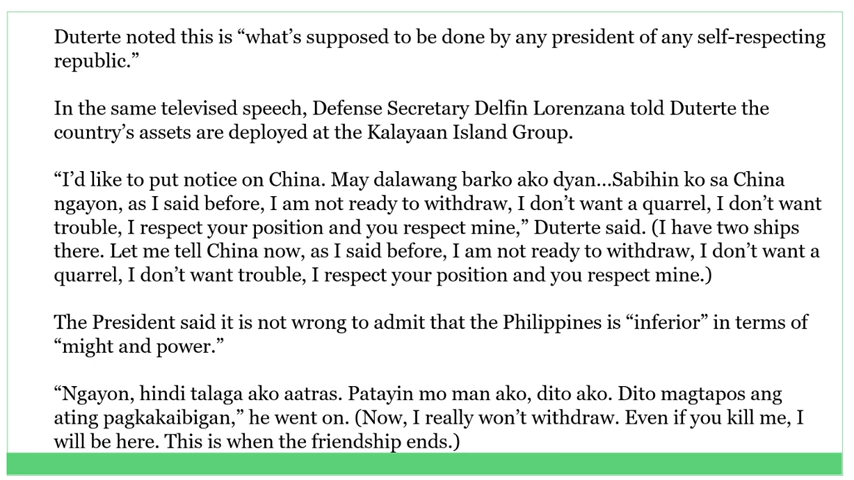 Duterte noted this is “what’s supposed to be done by any president of any self-respecting
republic.”
In the same televised speech, Defense Secretary Delfin Lorenzana told Duterte the
country’s assets are deployed at the Kalayaan Island Group.
“I’d like to put notice on China. May dalawang barko ako dyan...Sabihin ko sa China
ngayon, as I said before, I am not ready to withdraw, I don’t want a quarrel, I don’t want
trouble, I respect your position and you respect mine,” Duterte said. (I have two ships
there. Let me tell China now, as I said before, I am not ready to withdraw, I don’t want a
quarrel, I don’t want trouble, I respect your position and you respect mine.)
The President said it is not wrong to admit that the Philippines is “inferior” in terms of
“might and power.”
“Ngayon, hindi talaga ako aatras. Patayin mo man ako, dito ako. Dito magtapos ang
ating pagkakaibigan,” he went on. (Now, I really won’t withdraw. Even if you kill me, I
will be here. This is when the friendship ends.)